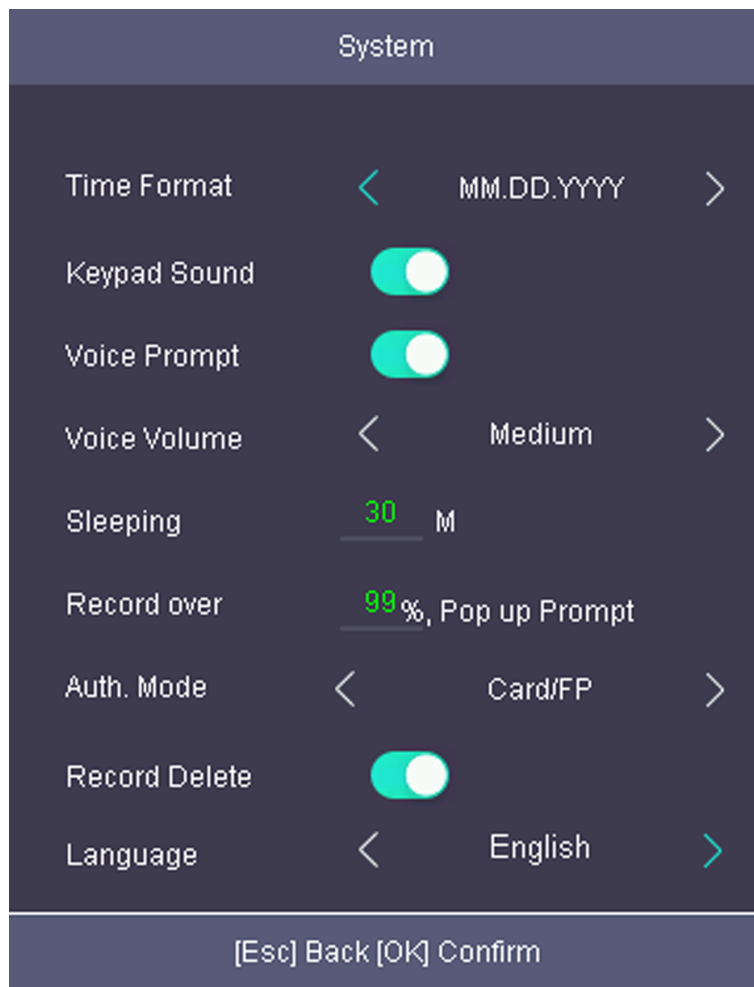 System
Time Format MM.DD.YYYY
Keypad Sound
Voice Prompt
Voice Volume Medium
Sleeping 30 M
Record over 99 %, Pop up Prompt
Auth. Mode Card/FP
Record Delete
Language English
[Esc] Back [OK] Confirm